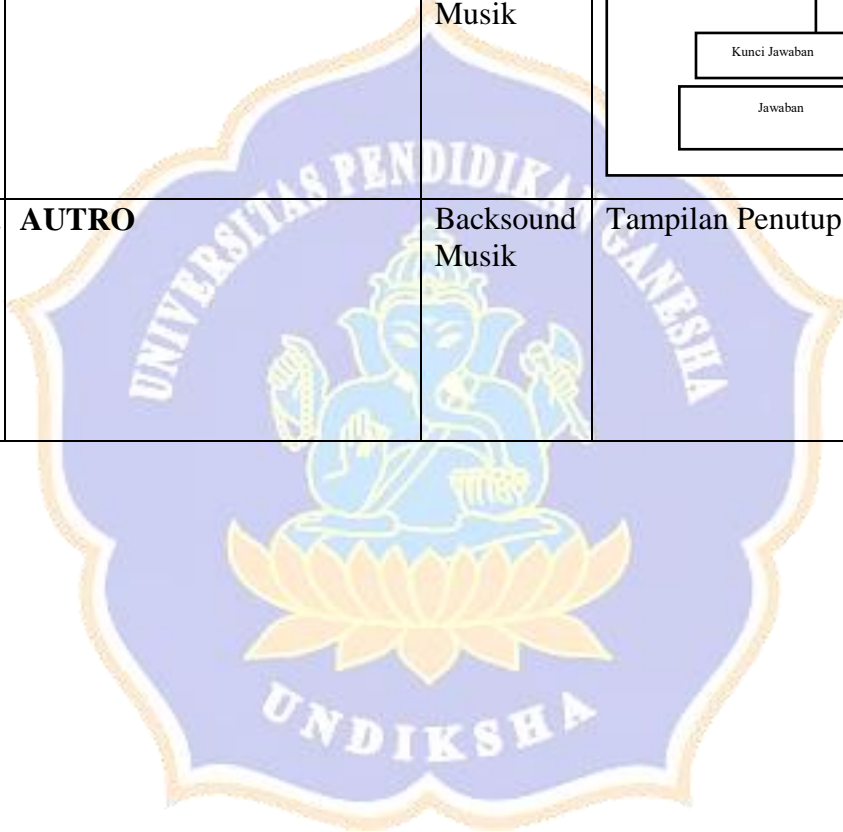 Musik
Kunci Jawaban
Jawaban
AUTRO
Backsound
Musik
Tampilan Penutup
UNIVERSITAS PENDIDIKAN GANESHA
UNDIKSHA